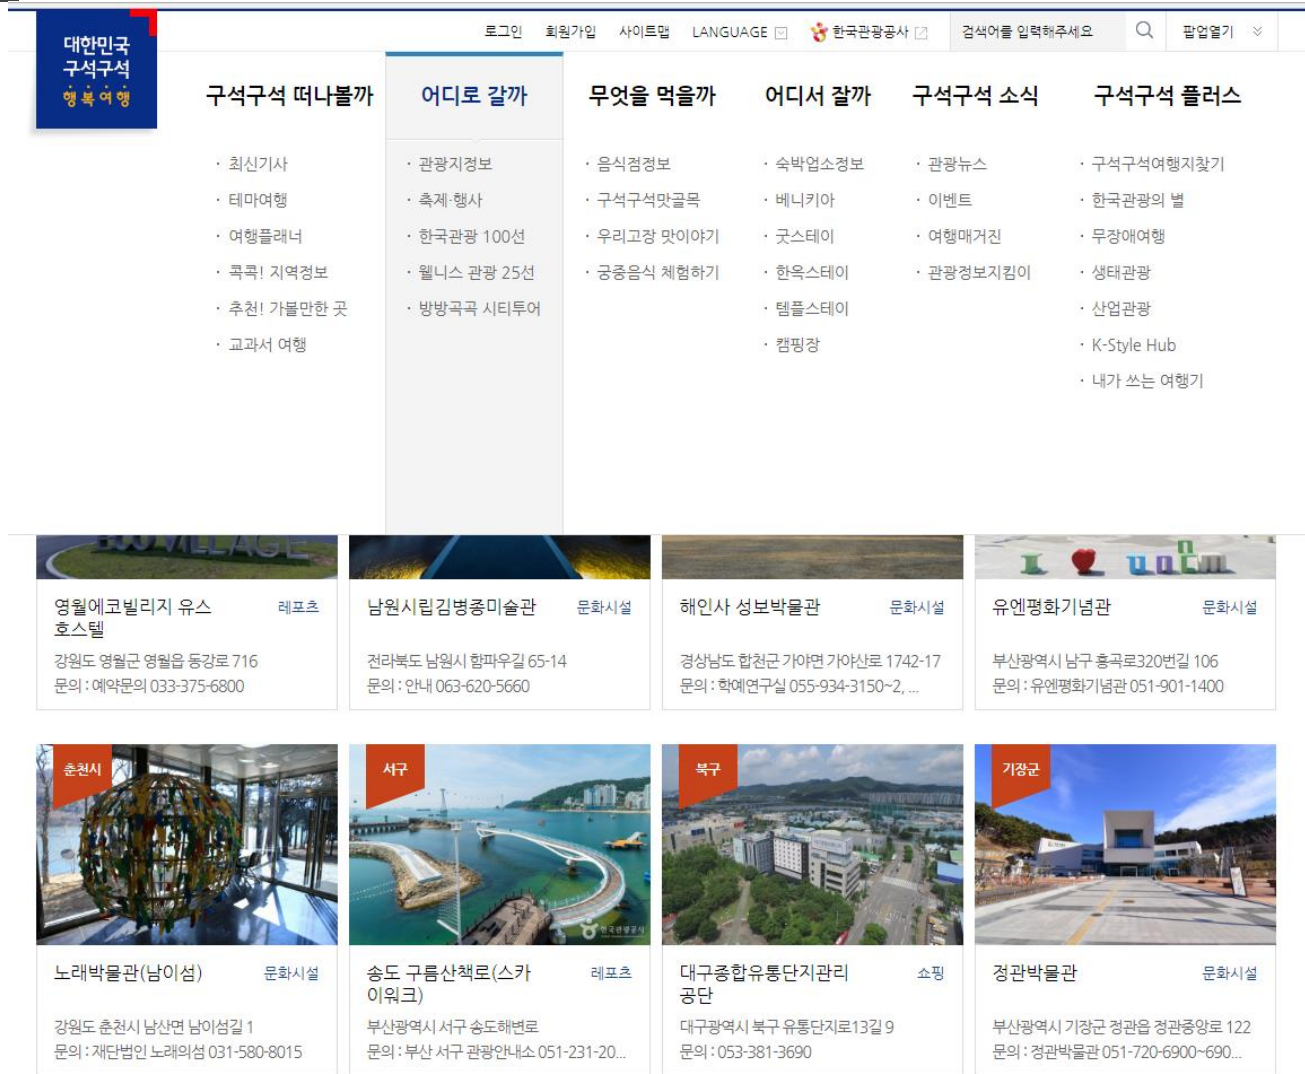 로그인 회원가입 사이트맵 LANGUAGE 한국관광공사 검색어를 입력해주세요 팝업열기
대한민국
구석구석
행복여행
구석구석 떠나볼까 어디로 갈까 무엇을 먹을까 어디서 잘까 구석구석 소식 구석구석 플러스
· 최신기사 · 관광지정보 · 음식점정보 · 숙박업소정보 · 관광뉴스 · 구석구석여행지찾기
· 테마여행 · 축제·행사 · 구석구석맛골목 · 베니키아 · 이벤트 · 한국관광의 별
· 여행플래너 · 한국관광 100선 · 우리고장 맛이야기 · 굿스테이 · 여행매거진 · 무장애여행
· 콕콕! 지역정보 · 웰니스 관광 25선 · 궁중음식 체험하기 · 한옥스테이 · 관광정보지킴이 · 생태관광
· 추천! 가볼만한 곳 · 방방곡곡 시티투어 · 템플스테이 · 산업관광
· 교과서 여행 · 캠핑장 · K-Style Hub
· 내가 쓰는 여행기
VILLAGE
영월에코빌리지 유스 레포츠
호스텔
강원도 영월군 영월읍 동강로 716
문의 : 예약문의 033-375-6800
남원시립김병종미술관 문화시설
전라북도 남원시 함파우길 65-14
문의 : 안내 063-620-5660
해인사 성보박물관 문화시설
경상남도 합천군 가야면 가야산로 1742-17
문의 : 학예연구실 055-934-3150~2, ...
유엔평화기념관 문화시설
부산광역시 남구 홍곡로320번길 106
문의 : 유엔평화기념관 051-901-1400
춘천시
노래박물관(남이섬) 문화시설
강원도 춘천시 남산면 남이섬길 1
문의 : 재단법인 노래의섬 031-580-8015
서구
한국관광공사
송도 구름산책로(스카 레포츠
이워크)
부산광역시 서구 송도해변로
문의 : 부산 서구 관광안내소 051-231-20...
북구
대구종합유통단지관리 쇼핑
공단
대구광역시 북구 유통단지로13길 9
문의 : 053-381-3690
기장군
정관박물관 문화시설
부산광역시 기장군 정관읍 정관중앙로 122
문의 : 정관박물관 051-720-6900~690...